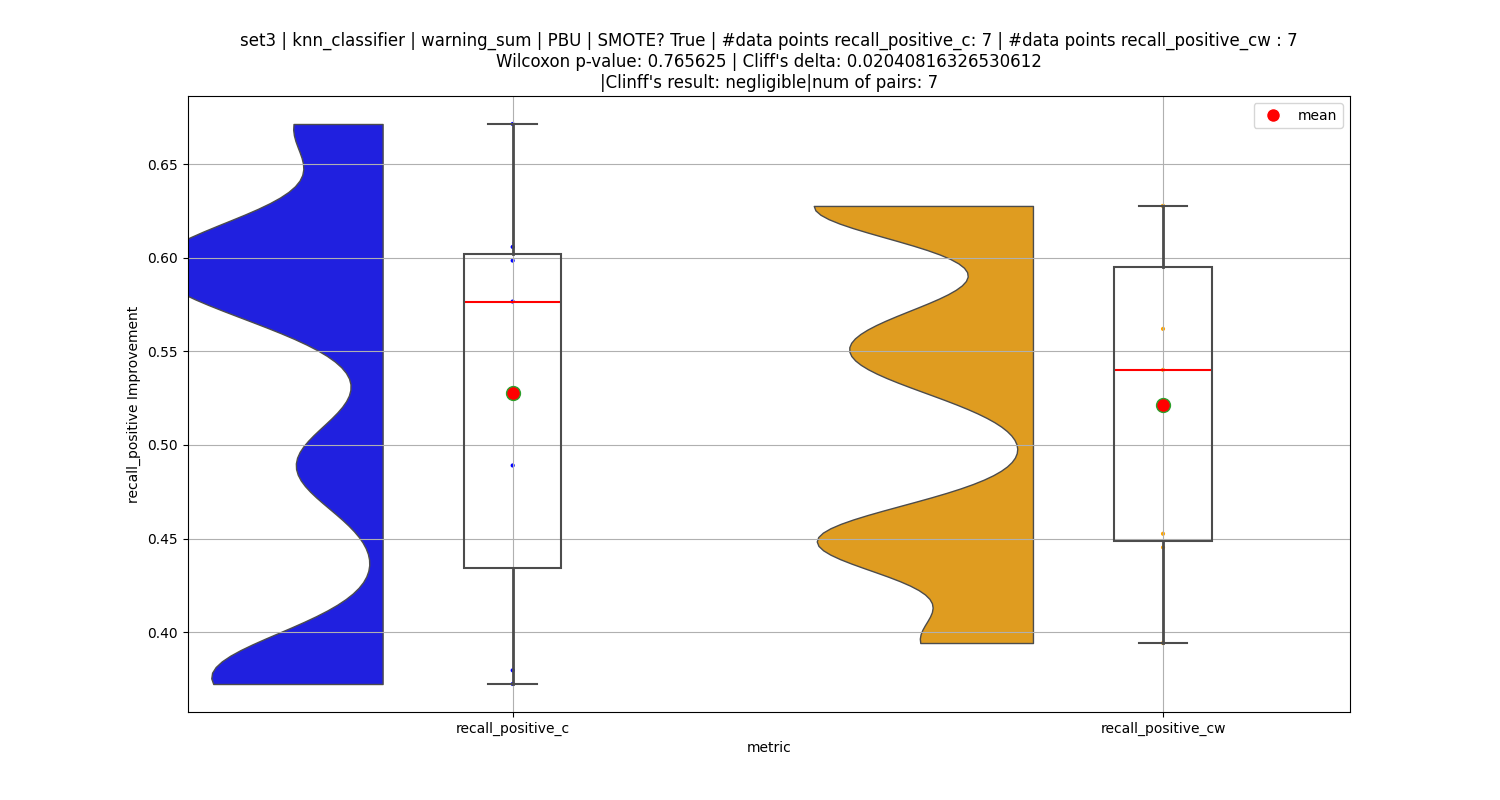 set3 | knn_classifier | warning_sum | PBU | SMOTE? True | #data points recall_positive_c: 7 | #data points recall_positive_cw : 7
Wilcoxon p-value: 0.765625 | Cliff's delta: 0.02040816326530612
|Clinff's result: negligible|num of pairs: 7
mean
0.65
0.60
0.55
0.50
0.45
0.40
recall_positive Improvement
recall_positive_c
recall_positive_cw
metric